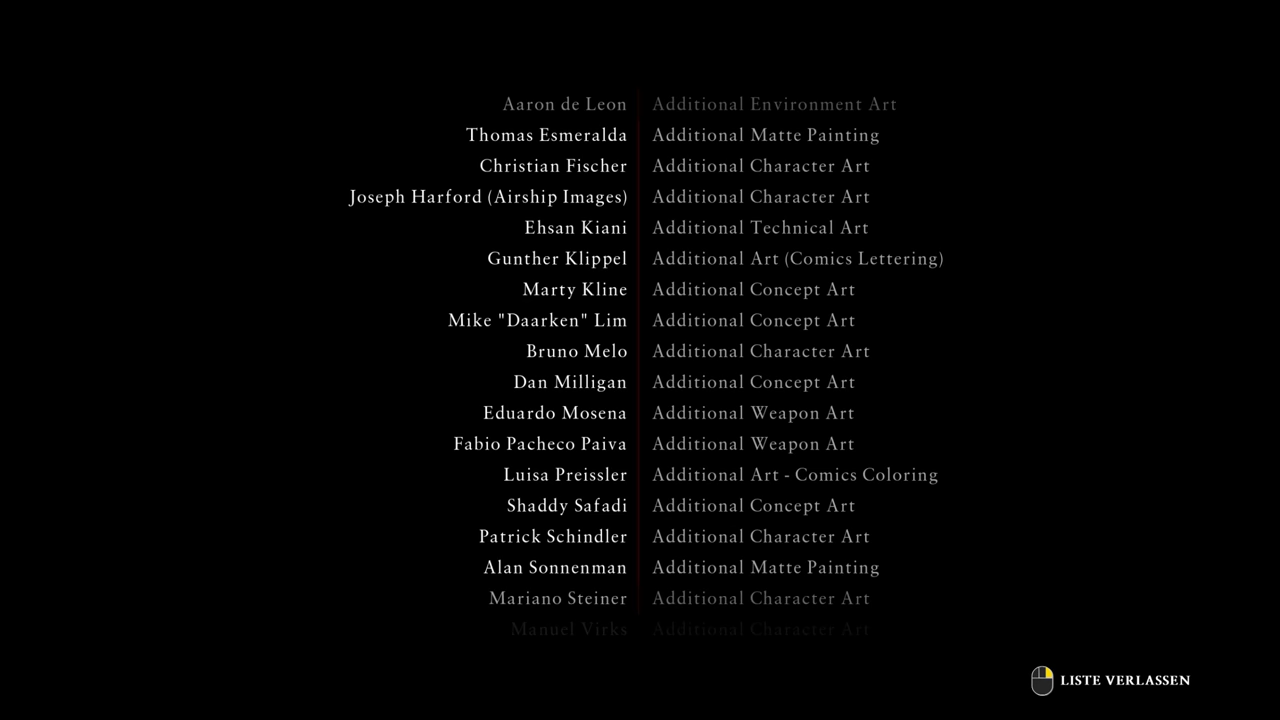 Aaron de Leon Additional Environment Art
Thomas Esmeralda Additional Matte Painting
Christian Fischer Additional Character Art
Joseph Harford (Airship Images) Additional Character Art
Ehsan Kiani Additional Technical Art
Gunther Klippel Additional Art (Comics Lettering)
Marty Kline Additional Concept Art
Mike "Daarken" Lim Additional Concept Art
Bruno Melo Additional Character Art
Dan Milligan Additional Concept Art
Eduardo Mosena Additional Weapon Art
Fabio Pacheco Paiva Additional Weapon Art
Luisa Preissler Additional Art - Comics Coloring
Shaddy Safadi Additional Concept Art
Patrick Schindler Additional Character Art
Alan Sonnenman Additional Matte Painting
Mariano Steiner Additional Character Art
Manuel Virks Additional Character Art
LISTE VERLASSEN